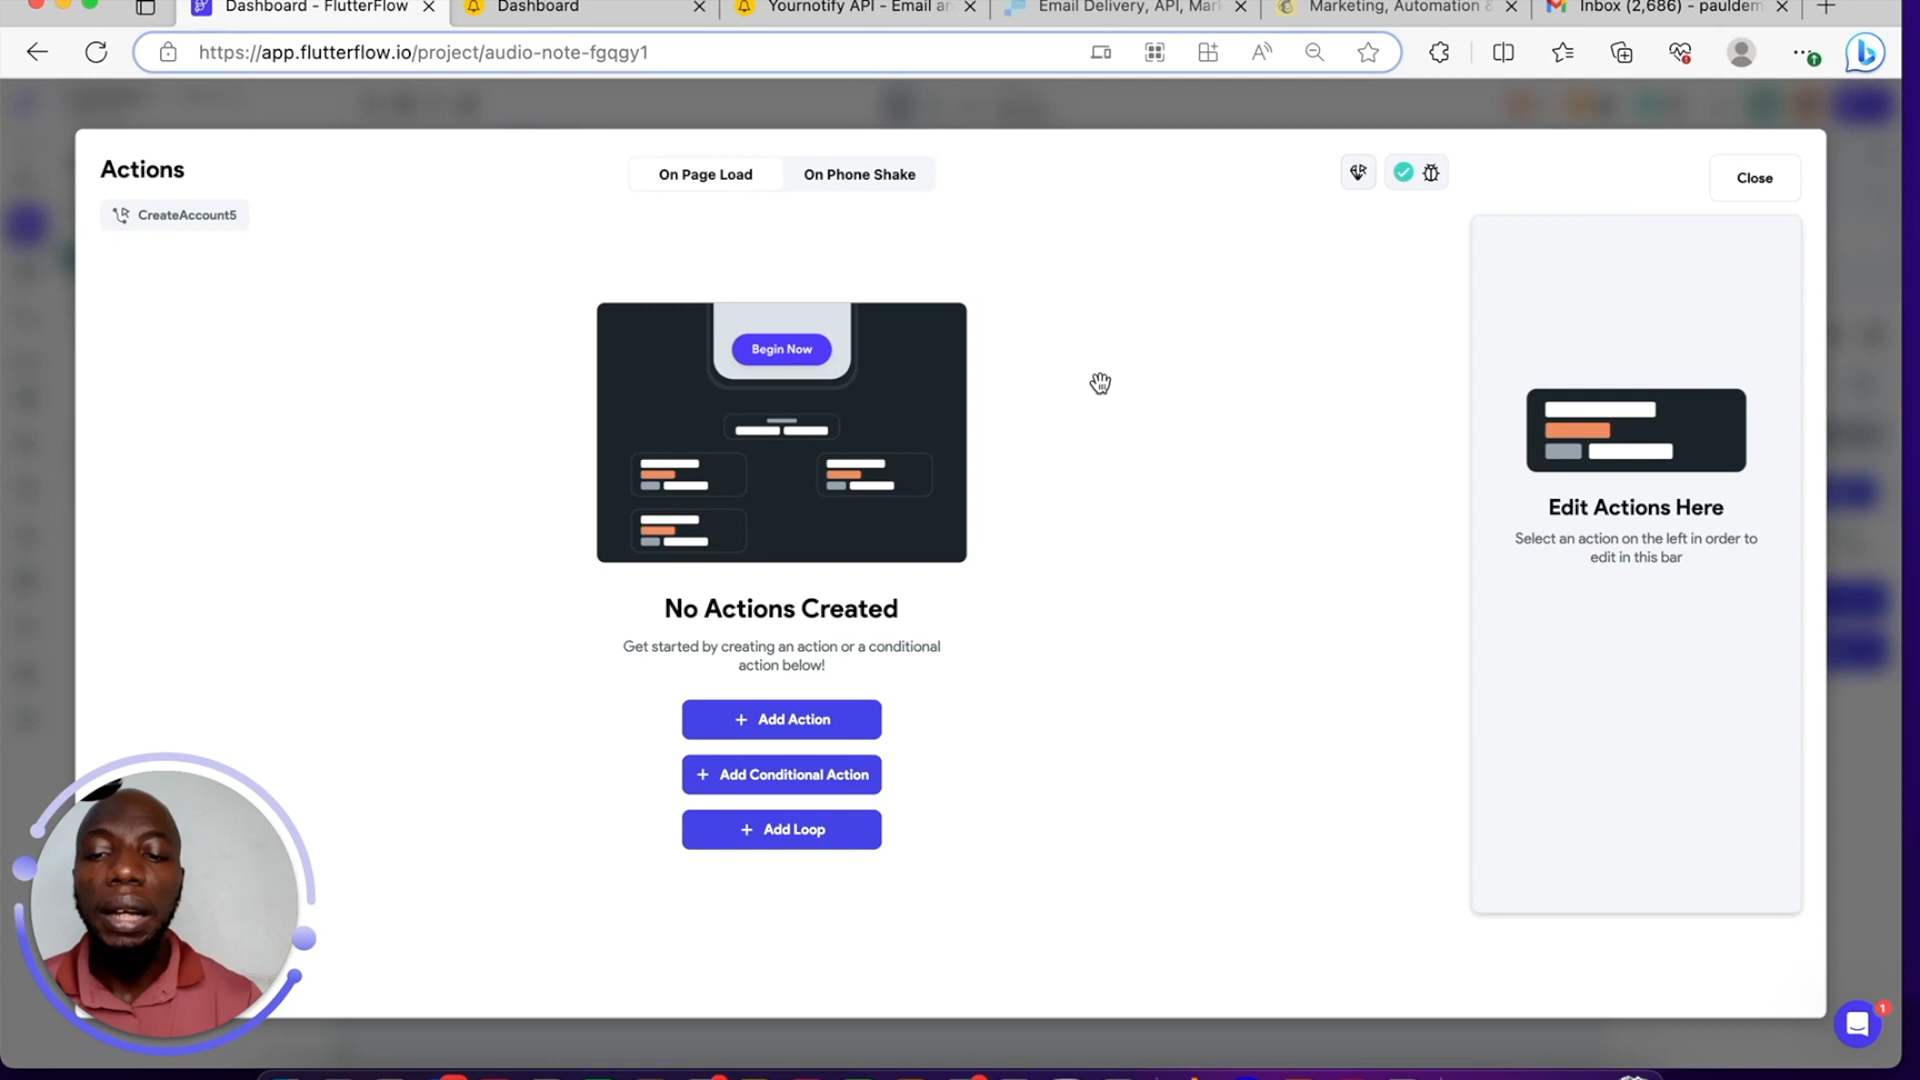 Dashboard - FlutterFlow
Dashboard
Yournotify API - Email an
Email Delivery, API, Mar
Marketing, Automation &
Inbox (2,686) - pauldem
https://app.flutterflow.io/project/audio-note-fgqgy1
Actions
On Page Load
On Phone Shake
Close
CreateAccount5
Begin Now
Edit Actions Here
Select an action on the left in order to
edit in this bar
No Actions Created
Get started by creating an action or a conditional
action below!
+ Add Action
+ Add Conditional Action
+ Add Loop
1